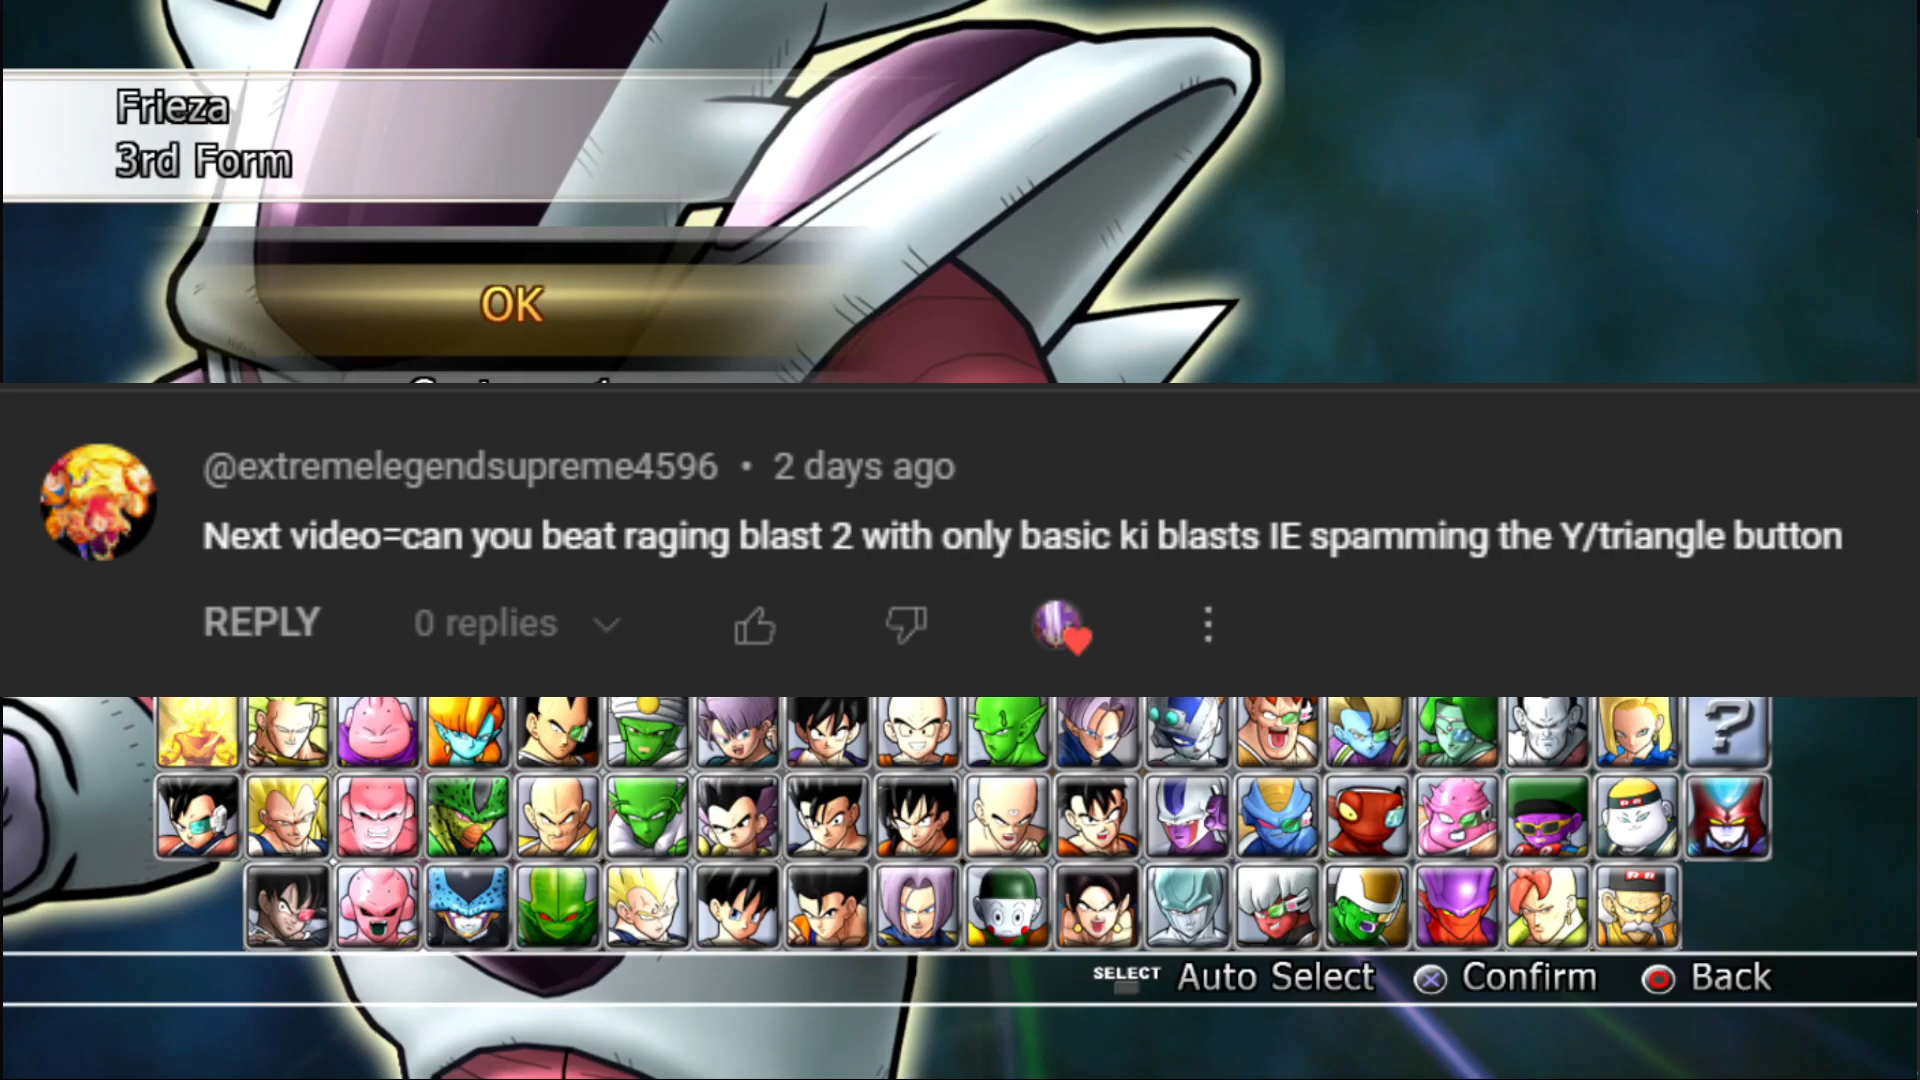 Frieza
3rd Form
OK
@extremelegendsupreme4596 • 2 days ago
Next video=can you beat raging blast 2 with only basic ki blasts IE spamming the Y/triangle button
REPLY 0 replies
?
SELECT Auto Select Confirm Back